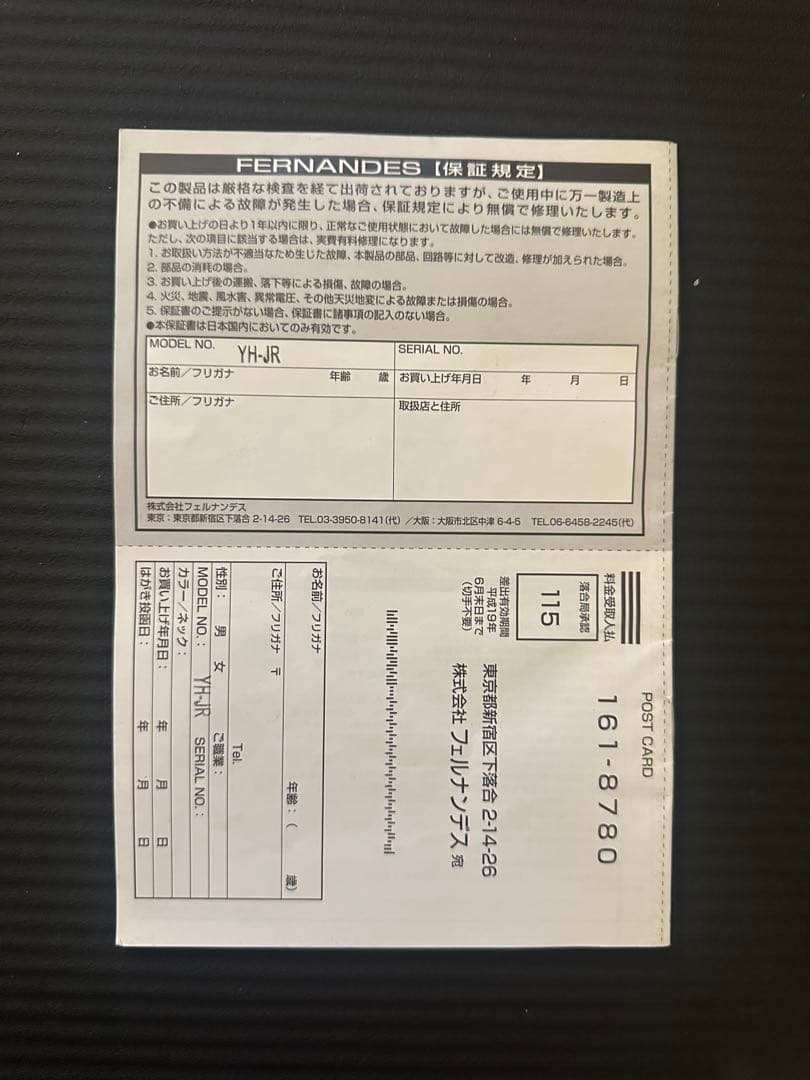 FERNANDES【保証規定】
この製品は厳格な検査を経て出荷されておりますが、ご使用中に万一製造上
の不備による故障が発生した場合、保証規定により無償で修理いたします。
●お買い上げの日より1年以内に限り、正常なご使用状態において故障した場合には無償で修理いたします。
ただし、次の項目に該当する場合は、実費有料修理になります。
1. お取扱い方法が不適当なため生じた故障、本製品の部品、回路等に対して改造、修理が加えられた場合。
2. 部品の消耗の場合。
3. お買い上げ後の運搬、落下等による損傷、故障の場合。
4. 火災、地震、風水害、異常電圧、その他天災地変による故障または損傷の場合。
5. 保証書のご提示がない場合、保証書に諸事項の記入のない場合。
●本保証書は日本国内においてのみ有効です。
MODEL NO. YH-JR
SERIAL NO.
お名前／フリガナ 年齢 歳
お買い上げ年月日 年 月 日
ご住所／フリガナ
取扱店と住所
株式会社フェルナンデス
東京：東京都新宿区下落合 2-14-26 TEL.03-3950-8141(代) ／大阪：大阪市北区中津 6-4-5 TEL.06-6458-2245(代)
POST CARD
161-8780
料金受取人払
落合局承認
115
差出有効期間
平成19年
6月末日まで
(切手不要)
東京都新宿区下落合 2-14-26
株式会社 フェルナンデス 宛
お名前／フリガナ
年齢：( 歳)
ご住所／フリガナ 〒
Tel.
性別： 男 女 ご職業：
MODEL NO.： YH-JR SERIAL NO.：
カラー／ネック：
お買い上げ年月日： 年 月 日
はがき投函日： 年 月 日